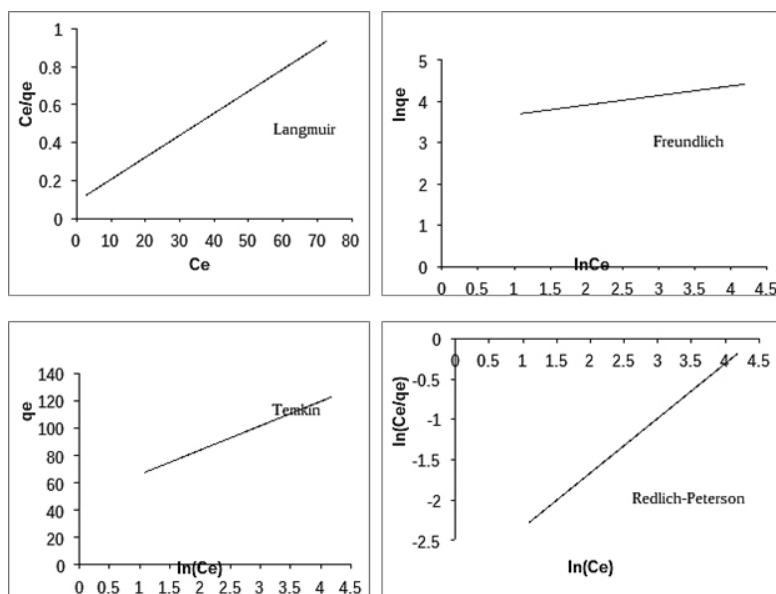 1
0.8
0.6
0.4
0.2
0
Ce/qe
Langmuir
0 10 20 30 40 50 60 70 80
Ce
5
4
3
2
1
0
lnqe
Freundlich
lnCe
0 0.5 1 1.5 2 2.5 3 3.5 4 4.5
140
120
100
80
60
40
20
0
qe
Temkin
ln(Ce)
0 0.5 1 1.5 2 2.5 3 3.5 4 4.5
0
0 0.5 1 1.5 2 2.5 3 3.5 4 4.5
-0.5
-1
-1.5
-2
-2.5
ln(Ce/qe)
Redlich-Peterson
ln(Ce)